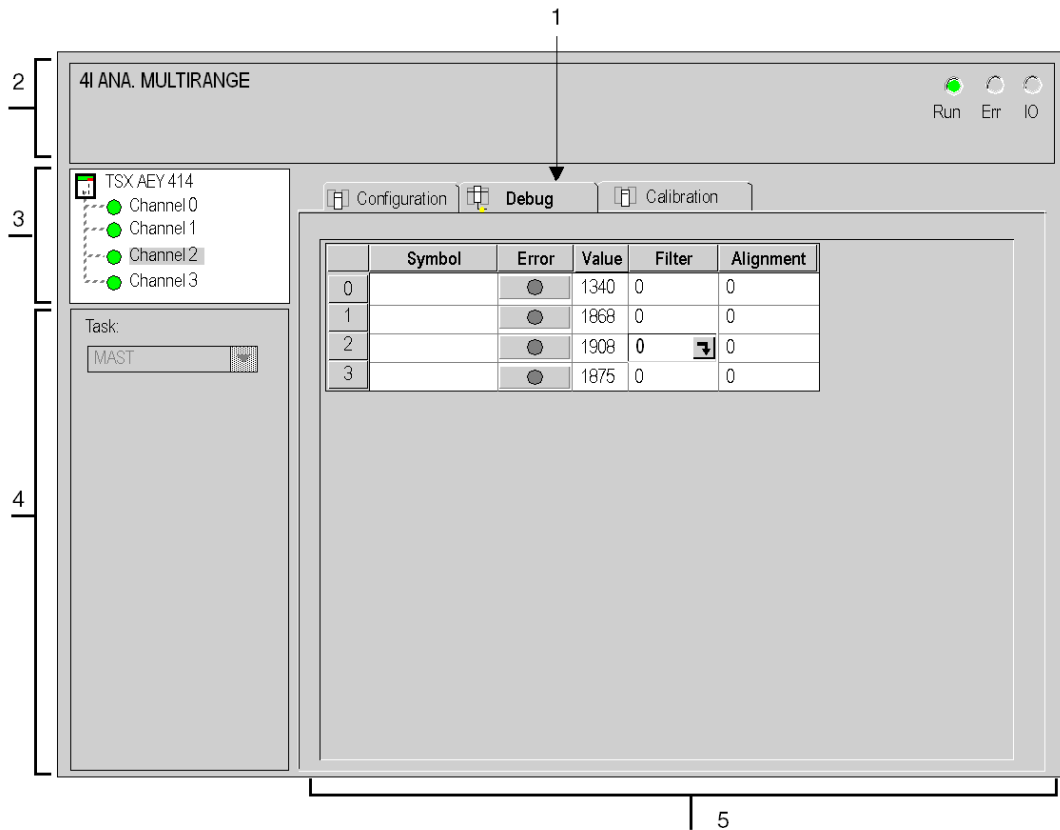 1
2
4I ANA. MULTIRANGE
Run Err IO
3
TSX AEY 414
Channel 0
Channel 1
Channel 2
Channel 3
Configuration Debug Calibration
Symbol Error Value Filter Alignment
0 1340 0 0
1 1868 0 0
2 1908 0 0
3 1875 0 0
4
Task:
MAST
5